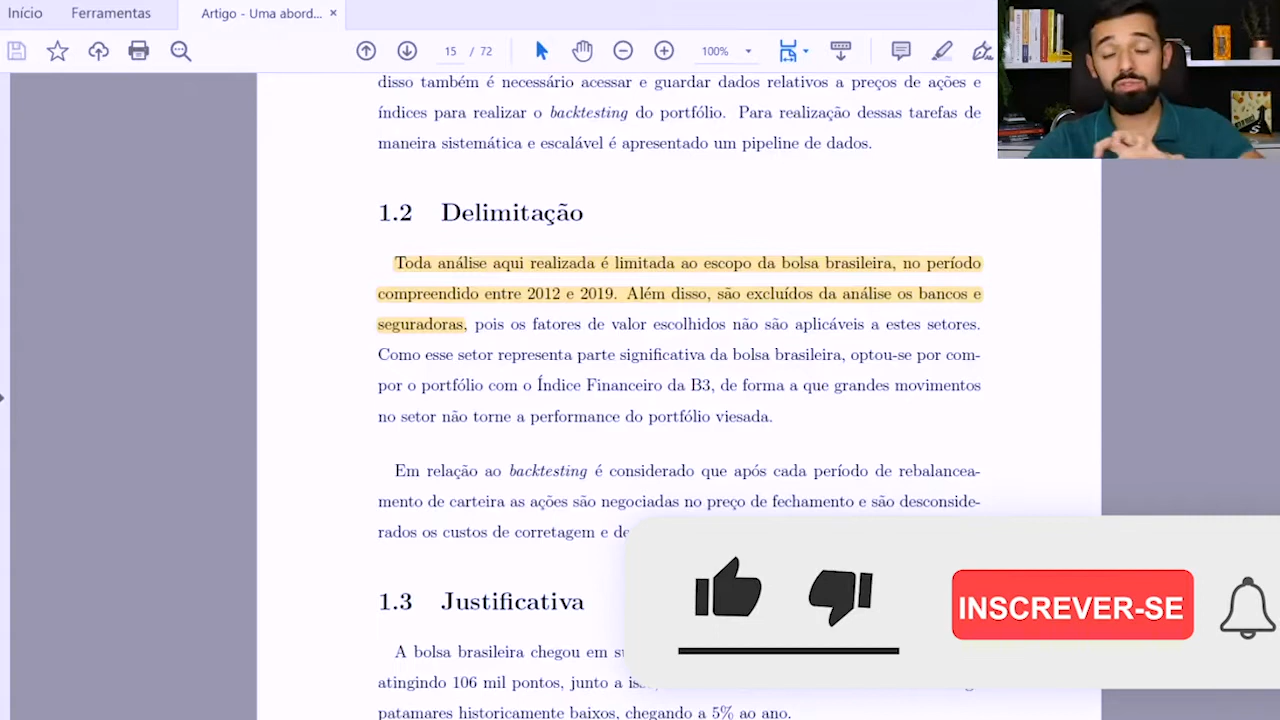 Início Ferramentas Artigo - Uma abord... ×
15 / 72 100%
disso também é necessário acessar e guardar dados relativos a preços de ações e
índices para realizar o backtesting do portfólio. Para realização dessas tarefas de
maneira sistemática e escalável é apresentado um pipeline de dados.
1.2 Delimitação
Toda análise aqui realizada é limitada ao escopo da bolsa brasileira, no período
compreendido entre 2012 e 2019. Além disso, são excluídos da análise os bancos e
seguradoras, pois os fatores de valor escolhidos não são aplicáveis a estes setores.
Como esse setor representa parte significativa da bolsa brasileira, optou-se por com-
por o portfólio com o Índice Financeiro da B3, de forma a que grandes movimentos
no setor não torne a performance do portfólio viesada.
Em relação ao backtesting é considerado que após cada período de rebalancea-
mento de carteira as ações são negociadas no preço de fechamento e são desconside-
rados os custos de corretagem e de
1.3 Justificativa
A bolsa brasileira chegou em
atingindo 106 mil pontos, junto a
patamares historicamente baixos, chegando a 5% ao ano.
INSCREVER-SE